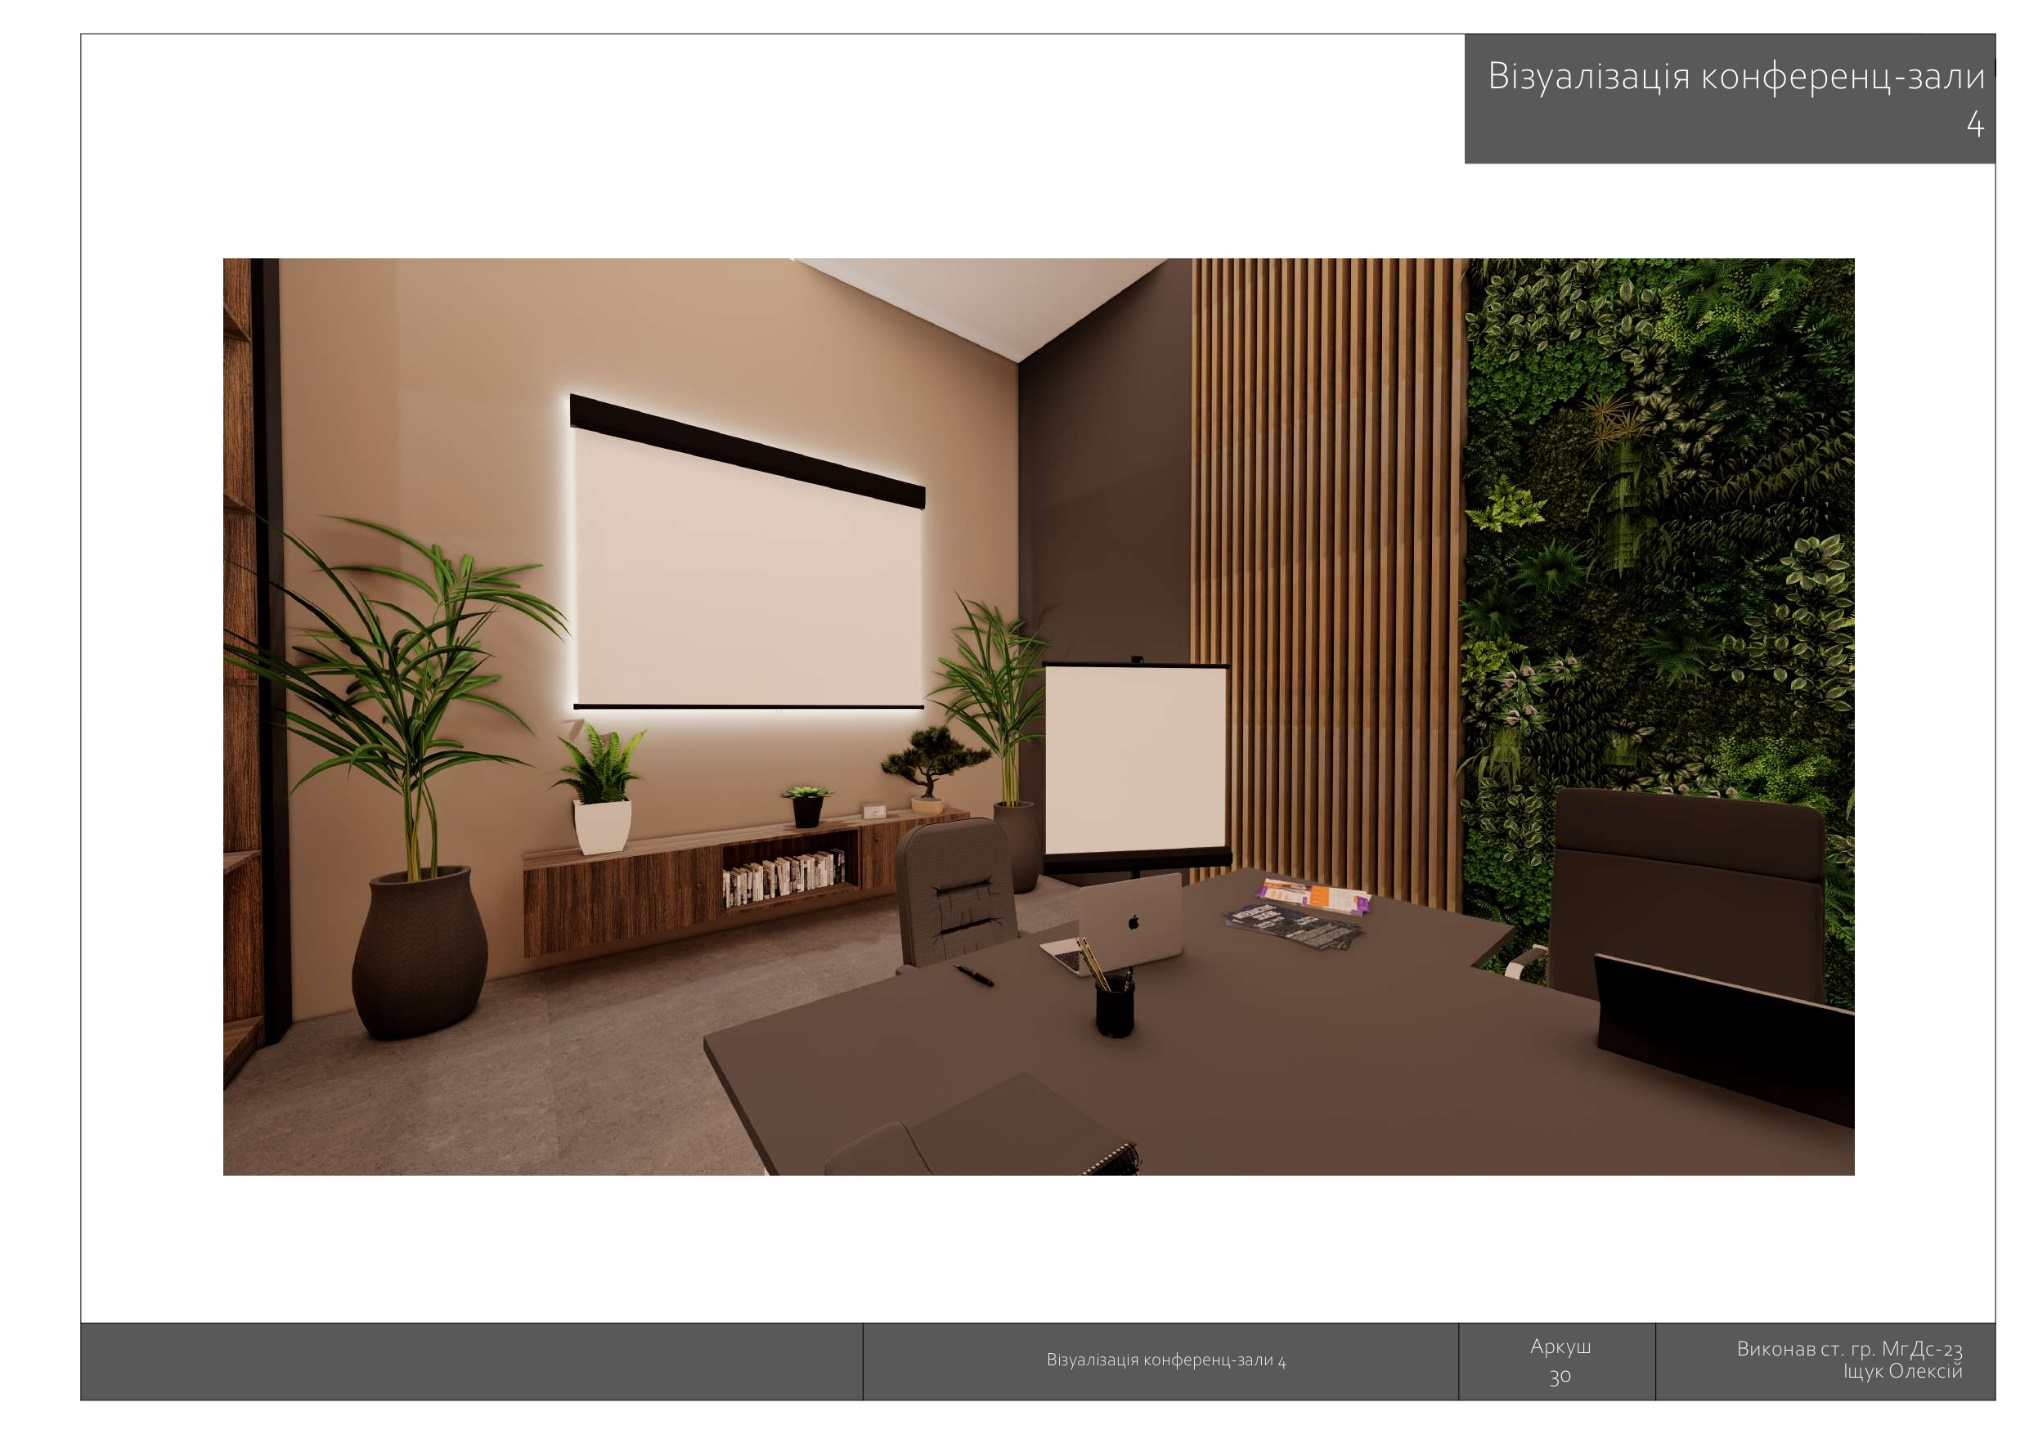 Візуалізація конференц-зали
4
Візуалізація конференц-зали 4
Аркуш
30
Виконав ст. гр. МгДс-23
Іщук Олексій